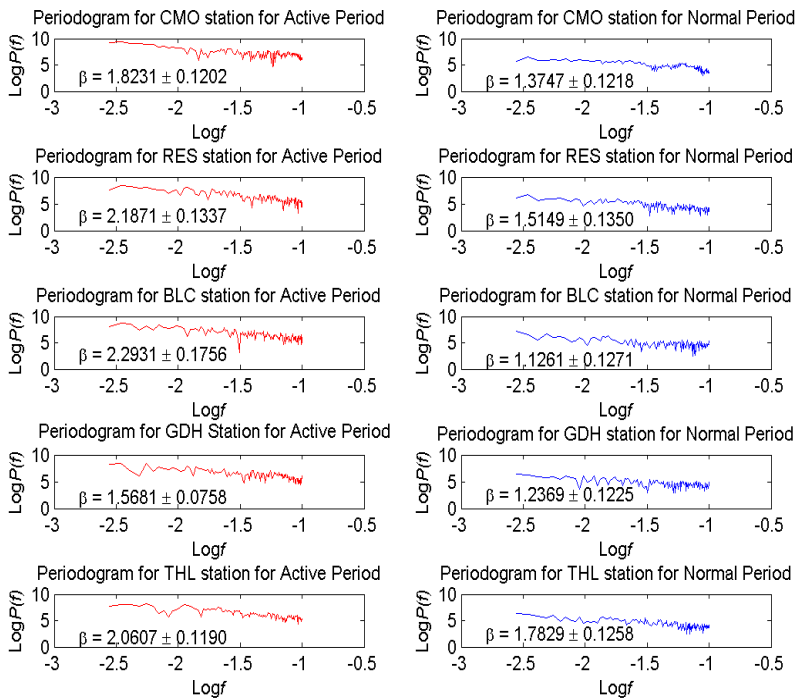 Periodogram for CMO station for Active Period
LogP(f)
10
5
0
β = 1.8231 ± 0.1202
-3 -2.5 -2 -1.5 -1 -0.5
Logf
Periodogram for CMO station for Normal Period
LogP(f)
10
5
0
β = 1.3747 ± 0.1218
-3 -2.5 -2 -1.5 -1 -0.5
Logf
Periodogram for RES station for Active Period
LogP(f)
10
5
0
β = 2.1871 ± 0.1337
-3 -2.5 -2 -1.5 -1 -0.5
Logf
Periodogram for RES station for Normal Period
LogP(f)
10
5
0
β = 1.5149 ± 0.1350
-3 -2.5 -2 -1.5 -1 -0.5
Logf
Periodogram for BLC station for Active Period
LogP(f)
10
5
0
β = 2.2931 ± 0.1756
-3 -2.5 -2 -1.5 -1 -0.5
Logf
Periodogram for BLC station for Normal Period
LogP(f)
10
5
0
β = 1.1261 ± 0.1271
-3 -2.5 -2 -1.5 -1 -0.5
Logf
Periodogram for GDH Station for Active Period
LogP(f)
10
5
0
β = 1.5681 ± 0.0758
-3 -2.5 -2 -1.5 -1 -0.5
Logf
Periodogram for GDH station for Normal Period
LogP(f)
10
5
0
β = 1.2369 ± 0.1225
-3 -2.5 -2 -1.5 -1 -0.5
Logf
Periodogram for THL station for Active Period
LogP(f)
10
5
0
β = 2.0607 ± 0.1190
-3 -2.5 -2 -1.5 -1 -0.5
Logf
Periodogram for THL station for Normal Period
LogP(f)
10
5
0
β = 1.7829 ± 0.1258
-3 -2.5 -2 -1.5 -1 -0.5
Logf